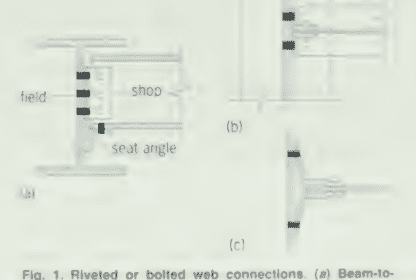 field
shop
seat angle
(a)
(b)
(c)
Fig. 1. Riveted or bolted web connections. (a) Beam-to-